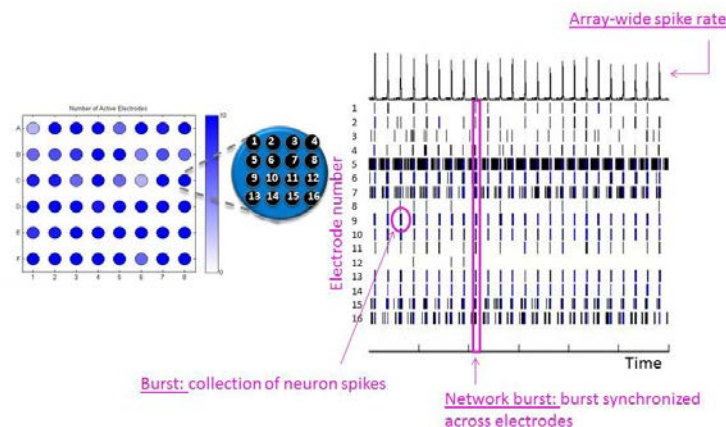 Array-wide spike rate
Number of Active Electrodes
A
B
C
D
E
F
1 2 3 4 5 6 7 8
10
0
1 2 3 4
5 6 7 8
9 10 11 12
13 14 15 16
Electrode number
1
2
3
4
5
6
7
8
9
10
11
12
13
14
15
16
Time
Burst: collection of neuron spikes
Network burst: burst synchronized
across electrodes